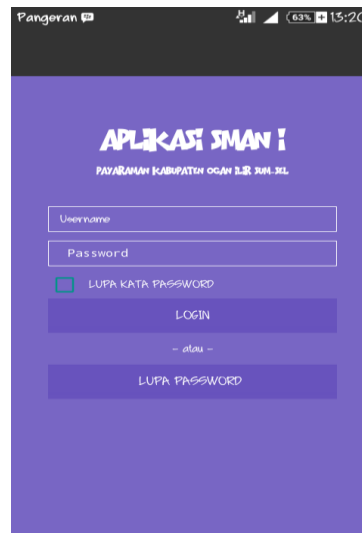 Pangeran
63% 13:20
APLIKASI SMAN 1
PAYARAMAN KABUPATEN OGAN ILIR SUM-SEL
Username
Password
LUPA KATA PASSWORD
LOGIN
- atau -
LUPA PASSWORD